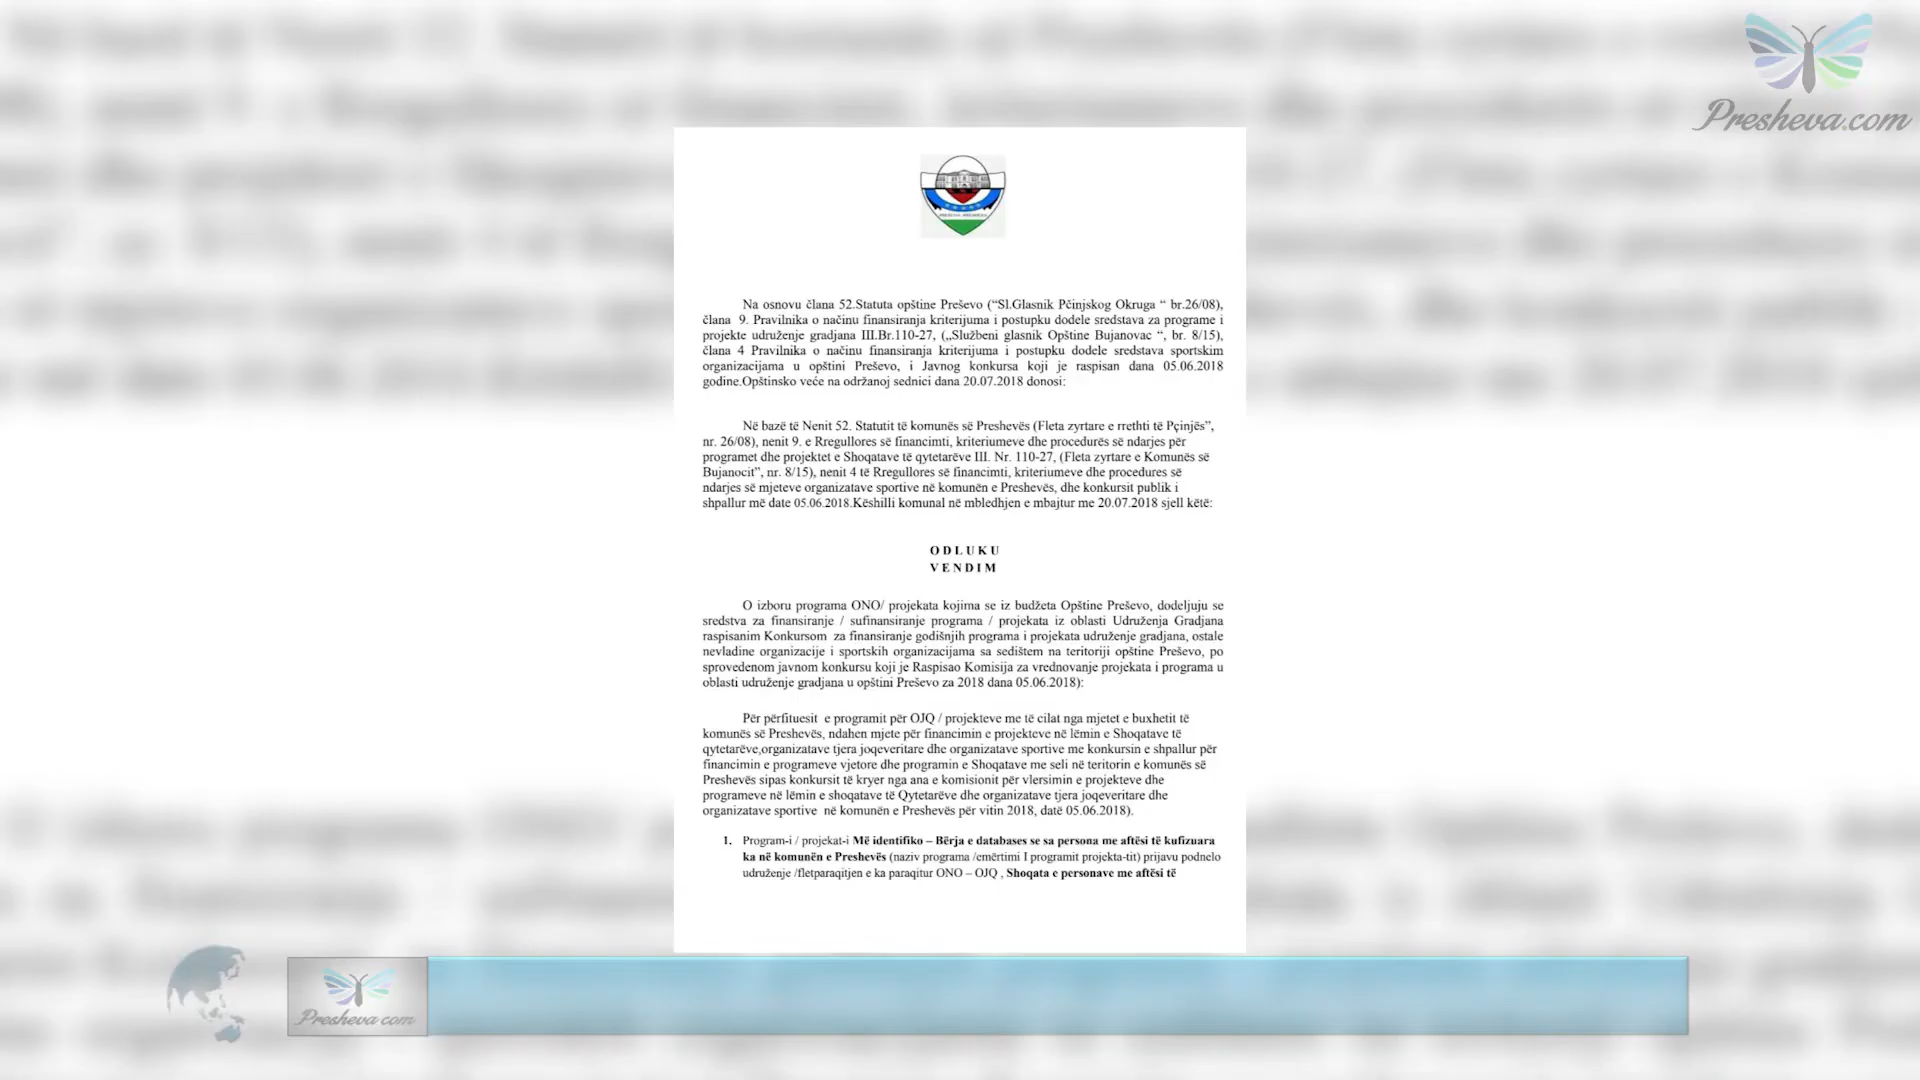 Presheva.com
Na osnovu člana 52.Statuta opštine Preševo (“Sl.Glasnik Pčinjskog Okruga “ br.26/08),
člana 9. Pravilnika o načinu finansiranja kriterijuma i postupku dodele sredstava za programe i
projekte udruženje gradjana III.Br.110-27, („Službeni glasnik Opštine Bujanovac “, br. 8/15),
člana 4 Pravilnika o načinu finansiranja kriterijuma i postupku dodele sredstava sportskim
organizacijama u opštini Preševo, i Javnog konkursa koji je raspisan dana 05.06.2018
godine.Opštinsko veće na održanoj sednici dana 20.07.2018 donosi:
Në bazë të Nenit 52. Statutit të komunës së Preshevës (Fleta zyrtare e rrethti të Pçinjës”,
nr. 26/08), nenit 9. e Rregullores së financimti, kriteriumeve dhe procedurës së ndarjes për
programet dhe projektet e Shoqatave të qytetarëve III. Nr. 110-27, (Fleta zyrtare e Komunës së
Bujanocit”, nr. 8/15), nenit 4 të Rregullores së financimti, kriteriumeve dhe procedures së
ndarjes së mjeteve organizatave sportive në komunën e Preshevës, dhe konkursit publik i
shpallur më date 05.06.2018.Këshilli komunal në mbledhjen e mbajtur me 20.07.2018 sjell këtë:
O D L U K U
V E N D I M
O izboru programa ONO/ projekata kojima se iz budžeta Opštine Preševo, dodeljuju se
sredstva za finansiranje / sufinansiranje programa / projekata iz oblasti Udruženja Gradjana
raspisanim Konkursom za finansiranje godišnjih programa i projekata udruženje gradjana, ostale
nevladine organizacije i sportskih organizacijama sa sedištem na teritoriji opštine Preševo, po
sprovedenom javnom konkursu koji je Raspisao Komisija za vrednovanje projekata i programa u
oblasti udruženje gradjana u opštini Preševo za 2018 dana 05.06.2018):
Për përfituesit e programit për OJQ / projekteve me të cilat nga mjetet e buxhetit të
komunës së Preshevës, ndahen mjete për financimin e projekteve në lëmin e Shoqatave të
qytetarëve,organizatave tjera joqeveritare dhe organizatave sportive me konkursin e shpallur për
financimin e programeve vjetore dhe programin e Shoqatave me seli në teritorin e komunës së
Preshevës sipas konkursit të kryer nga ana e komisionit për vlersimin e projekteve dhe
programeve në lëmin e shoqatave të Qytetarëve dhe organizatave tjera joqeveritare dhe
organizatave sportive në komunën e Preshevës për vitin 2018, datë 05.06.2018).
1. Program-i / projekat-i Më identifiko – Bërja e databases se sa persona me aftësi të kufizuara
ka në komunën e Preshevës (naziv programa /emërtimi I programit projekta-tit) prijavu podnelo
udruženje /fletparaqitjen e ka paraqitur ONO – OJQ , Shoqata e personave me aftësi të
Presheva.com